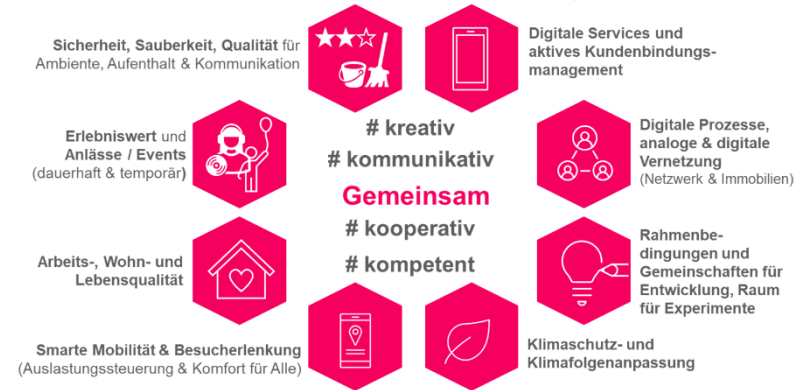 Sicherheit, Sauberkeit, Qualität für
Ambiente, Aufenthalt & Kommunikation
Digitale Services und
aktives Kundenbindungs-
management
Erlebniswert und
Anlässe / Events
(dauerhaft & temporär)
# kreativ
# kommunikativ
Gemeinsam
# kooperativ
# kompetent
Digitale Prozesse,
analoge & digitale
Vernetzung
(Netzwerk & Immobilien)
Arbeits-, Wohn- und
Lebensqualität
Rahmenbe-
dingungen und
Gemeinschaften für
Entwicklung, Raum
für Experimente
Smarte Mobilität & Besucherlenkung
(Auslastungssteuerung & Komfort für Alle)
Klimaschutz- und
Klimafolgenanpassung